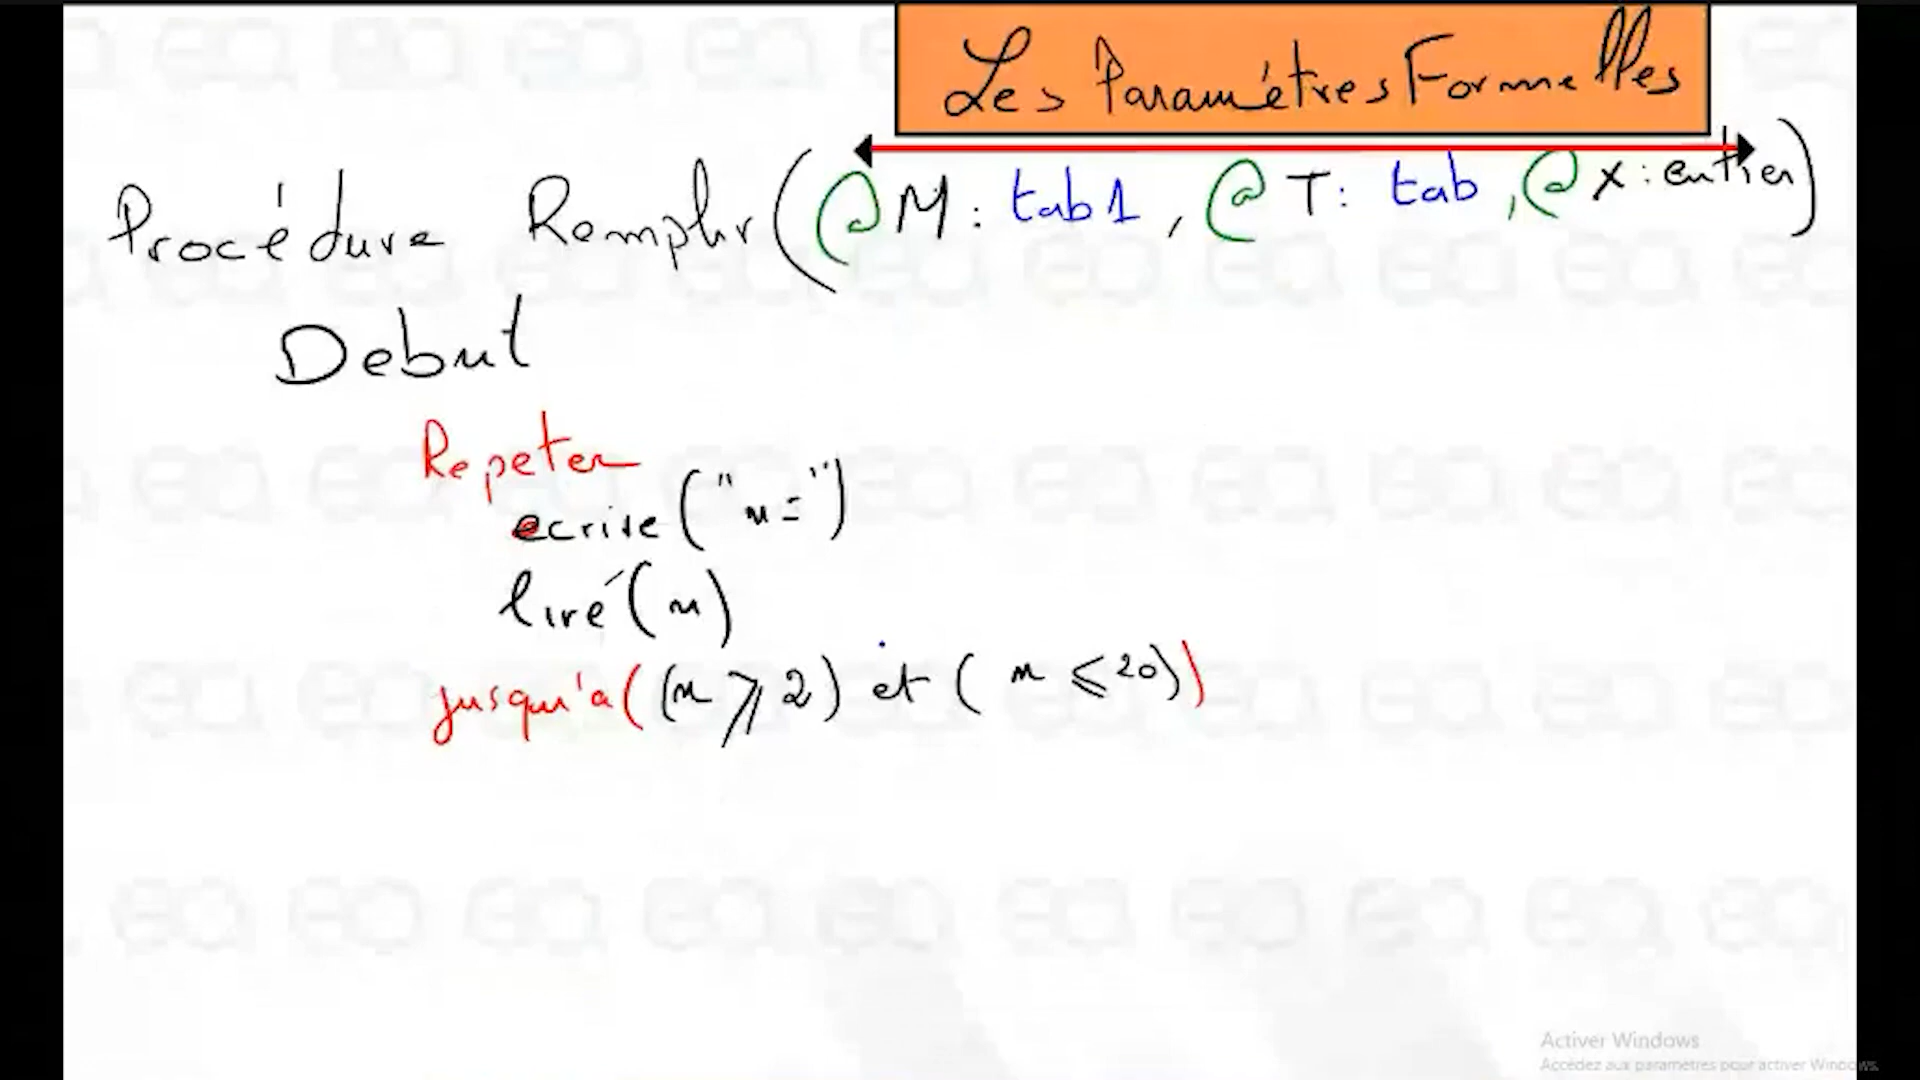 Les Paramétres Formelles
Procédure Remplir (@M: tab1, @T: tab, @x: entier)
Debut
Repeter
ecrire ("n=")
liré (n)
jusqu'a ((n ⩾ 2) et (n ⩽ 20))
Activer Windows
Accédez aux paramètres pour activer Windows.